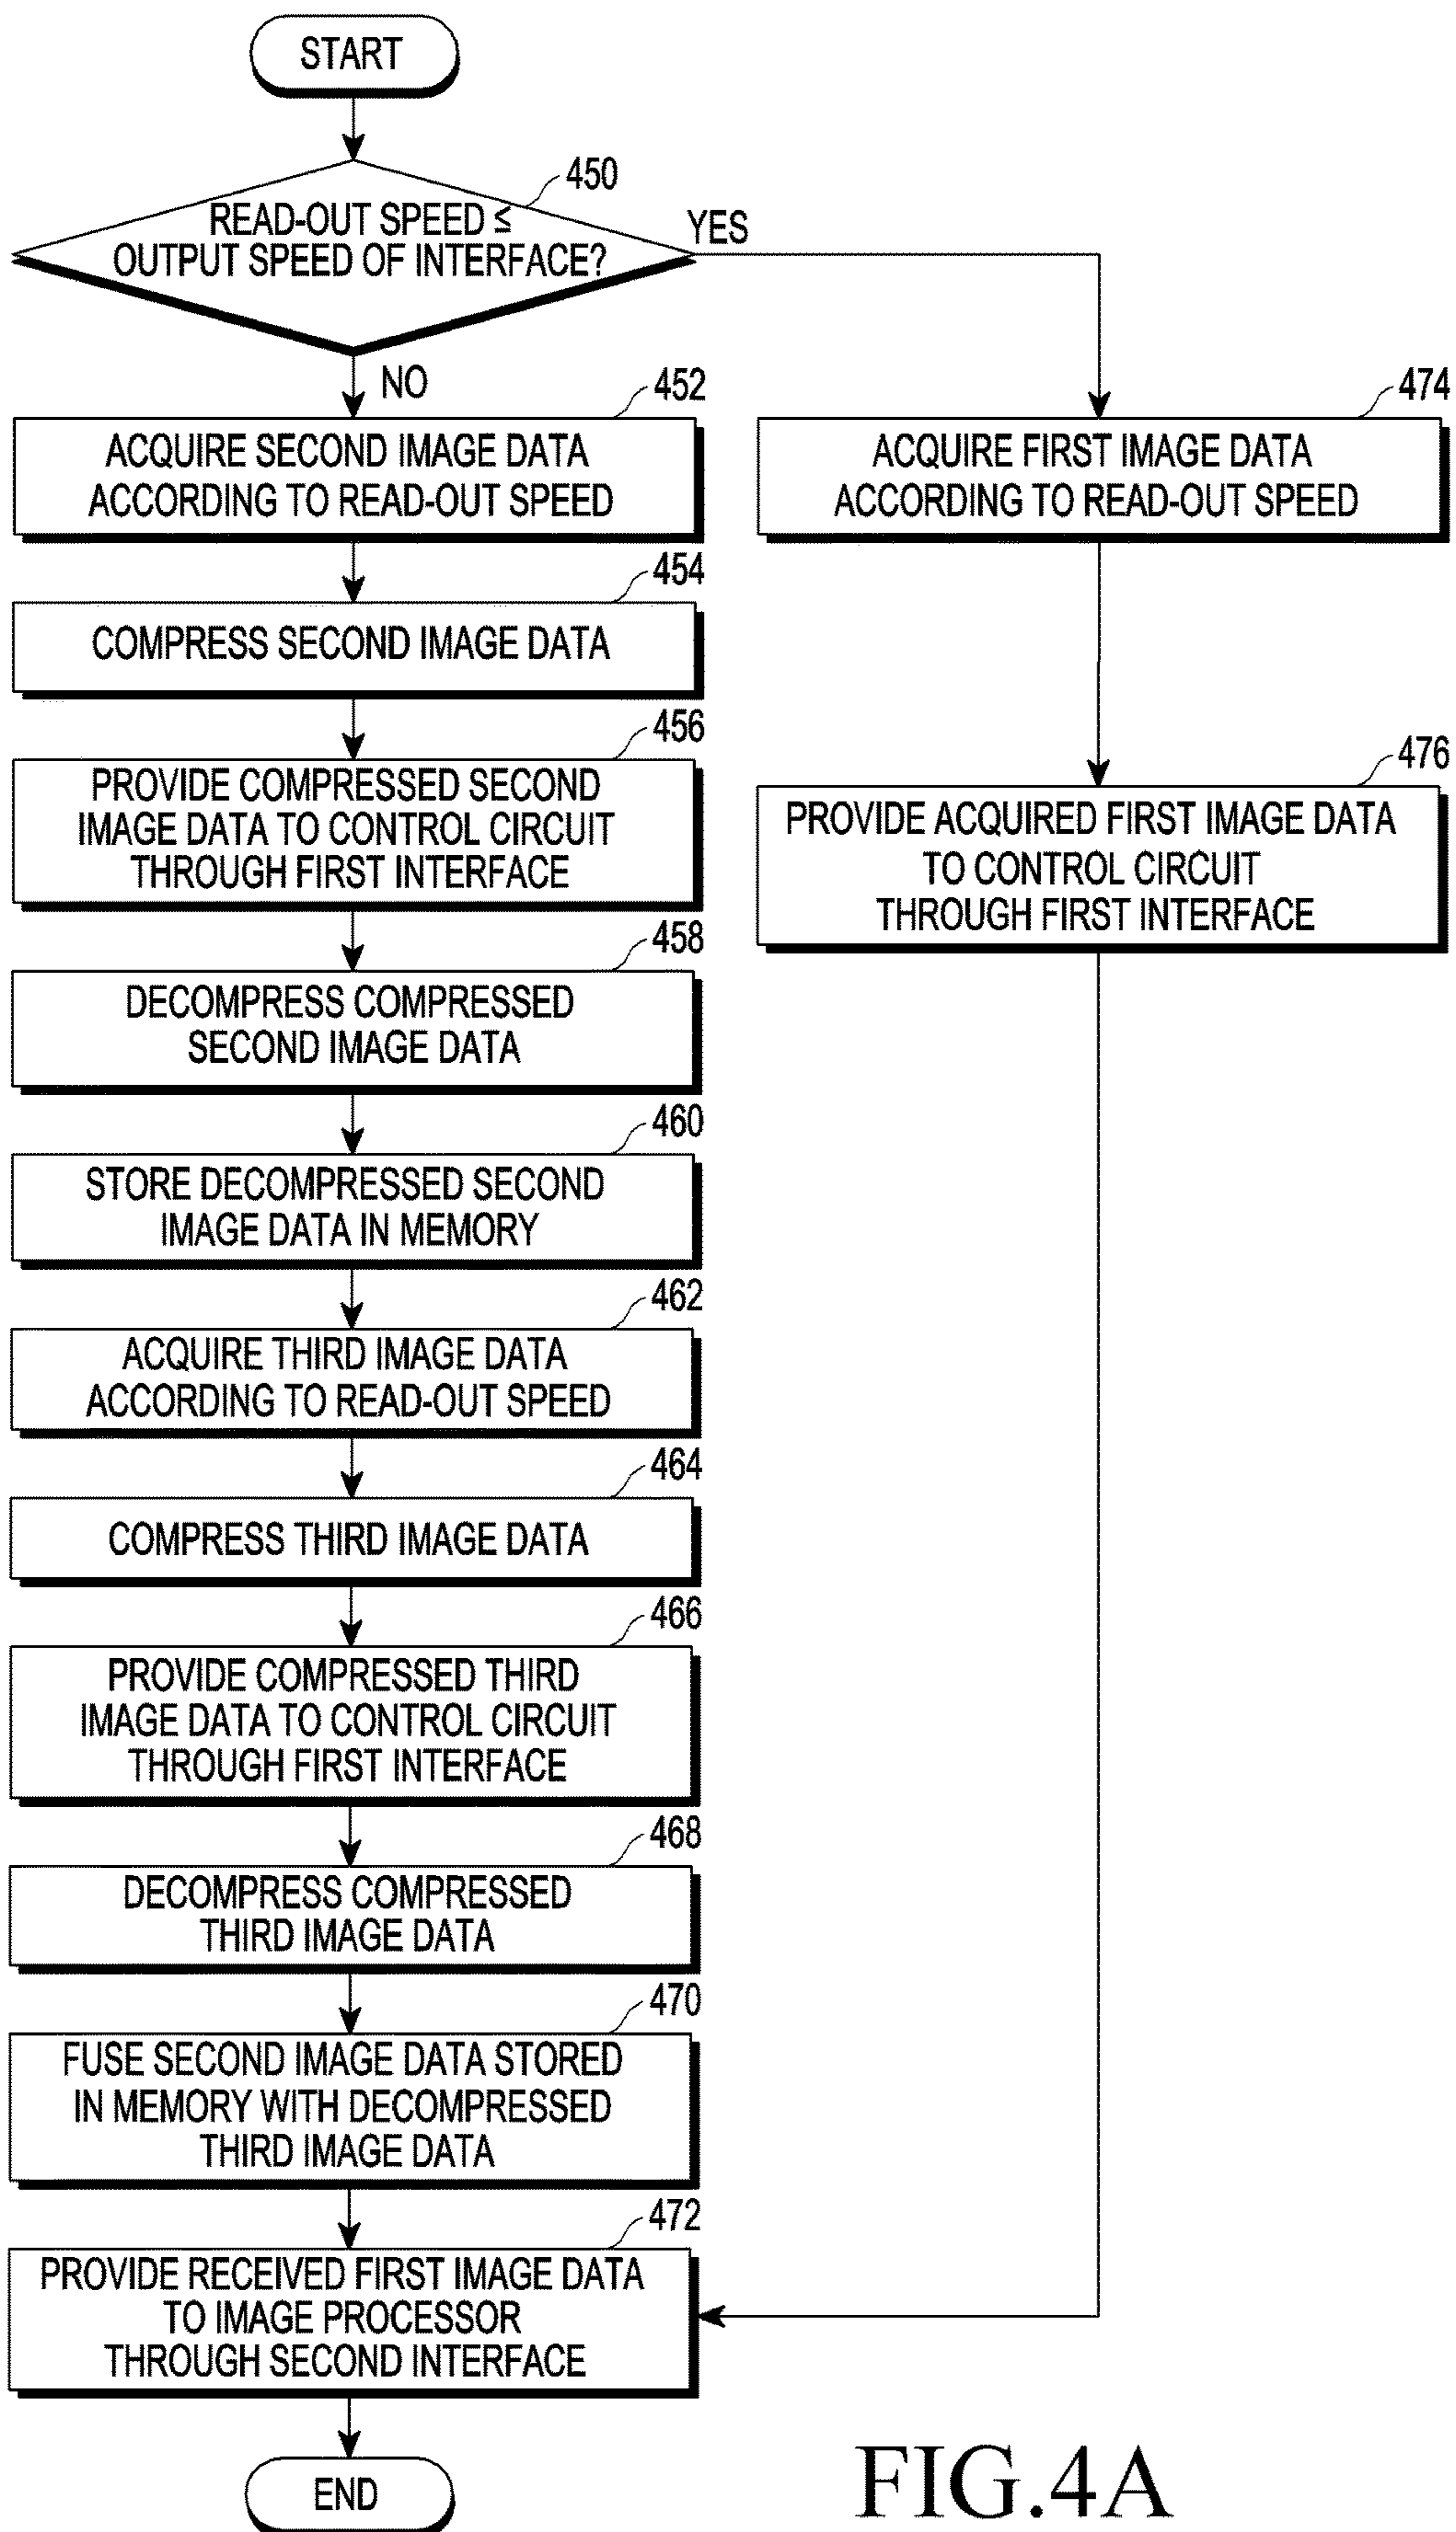 START
450
READ-OUT SPEED ≤
OUTPUT SPEED OF INTERFACE?
YES
NO
452
ACQUIRE SECOND IMAGE DATA
ACCORDING TO READ-OUT SPEED
474
ACQUIRE FIRST IMAGE DATA
ACCORDING TO READ-OUT SPEED
454
COMPRESS SECOND IMAGE DATA
456
PROVIDE COMPRESSED SECOND
IMAGE DATA TO CONTROL CIRCUIT
THROUGH FIRST INTERFACE
476
PROVIDE ACQUIRED FIRST IMAGE DATA
TO CONTROL CIRCUIT
THROUGH FIRST INTERFACE
458
DECOMPRESS COMPRESSED
SECOND IMAGE DATA
460
STORE DECOMPRESSED SECOND
IMAGE DATA IN MEMORY
462
ACQUIRE THIRD IMAGE DATA
ACCORDING TO READ-OUT SPEED
464
COMPRESS THIRD IMAGE DATA
466
PROVIDE COMPRESSED THIRD
IMAGE DATA TO CONTROL CIRCUIT
THROUGH FIRST INTERFACE
468
DECOMPRESS COMPRESSED
THIRD IMAGE DATA
470
FUSE SECOND IMAGE DATA STORED
IN MEMORY WITH DECOMPRESSED
THIRD IMAGE DATA
472
PROVIDE RECEIVED FIRST IMAGE DATA
TO IMAGE PROCESSOR
THROUGH SECOND INTERFACE
END
FIG.4A